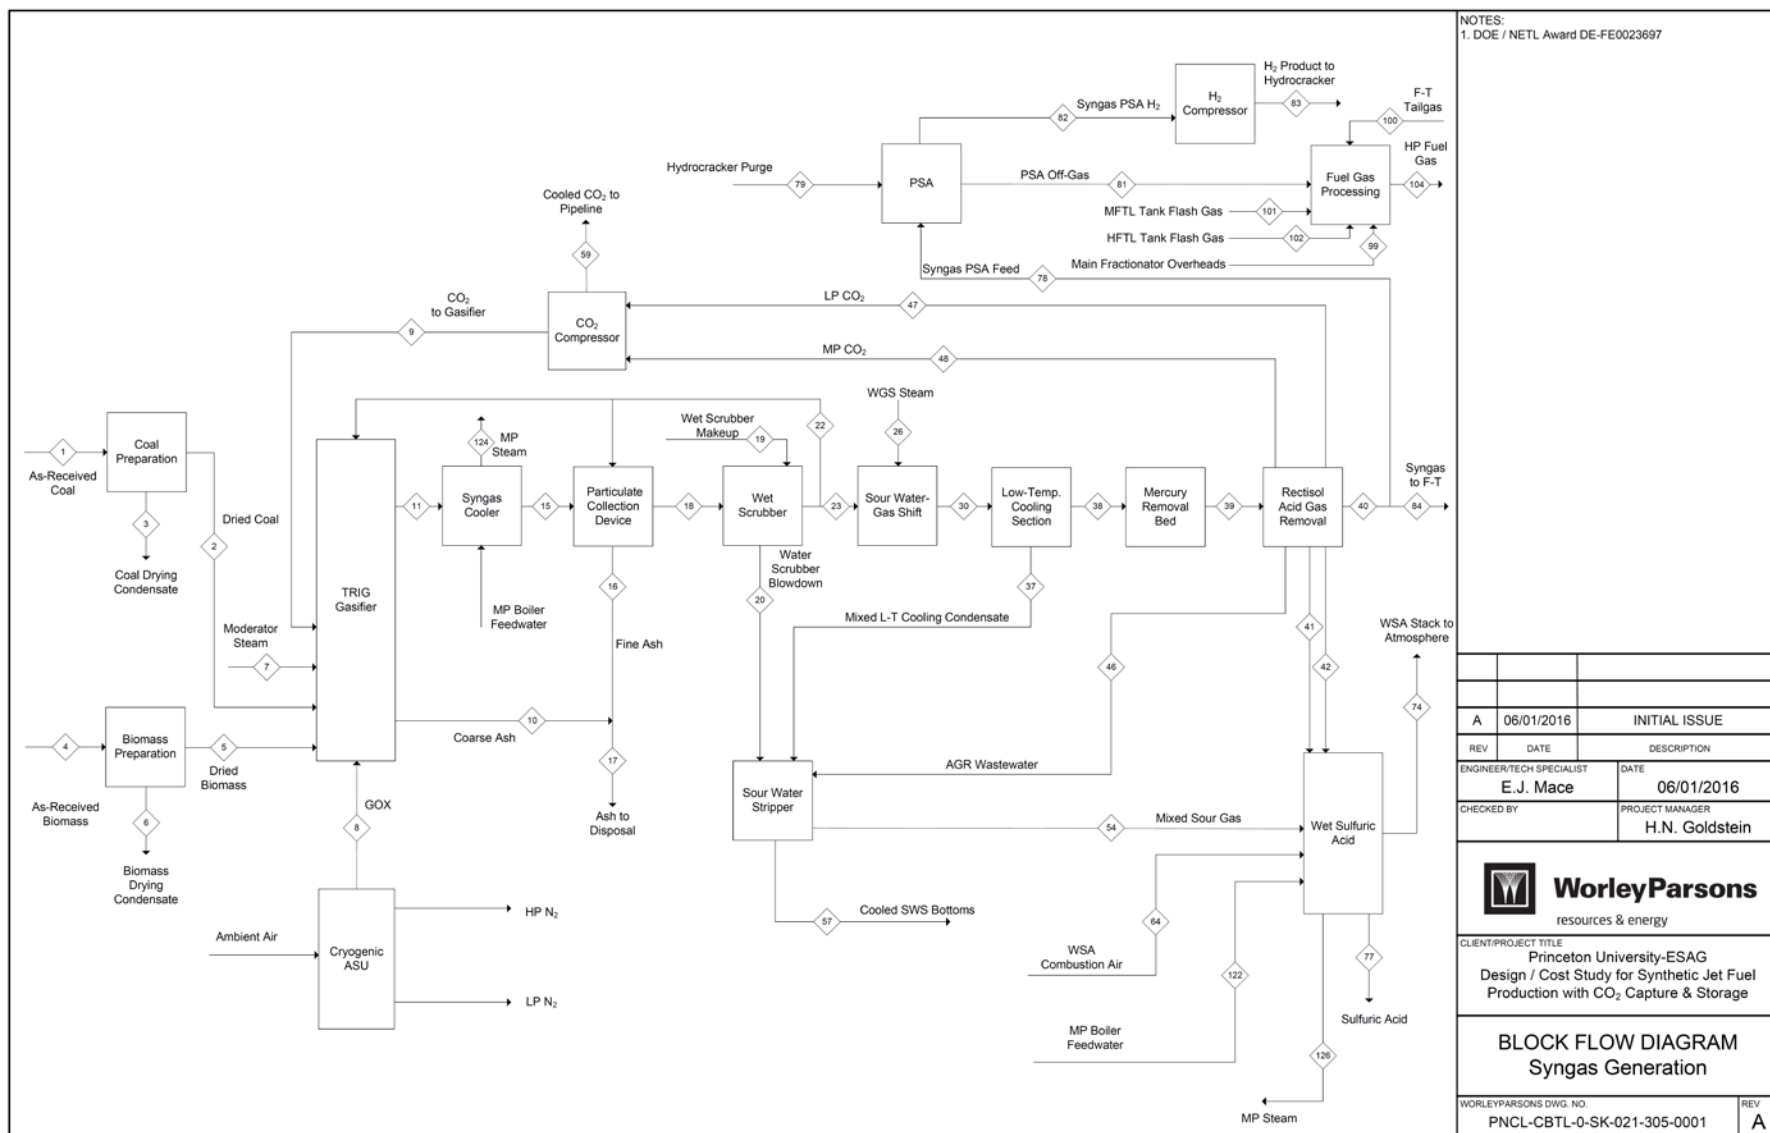 NOTES:
1. DOE / NETL Award DE-FE0023697
H₂ Product to
Hydrocracker
83
H₂
Compressor
Syngas PSA H₂
82
F-T
Tailgas
100
HP Fuel
Gas
104
Hydrocracker Purge
79
PSA
PSA Off-Gas
81
Fuel Gas
Processing
MFTL Tank Flash Gas
101
HFTL Tank Flash Gas
102
99
Main Fractionator Overheads
Syngas PSA Feed
78
Cooled CO₂ to
Pipeline
59
CO₂
to Gasifier
9
CO₂
Compressor
LP CO₂
47
MP CO₂
48
1
As-Received
Coal
Coal
Preparation
3
Coal Drying
Condensate
Dried Coal
2
Moderator
Steam
7
TRIG
Gasifier
11
124
MP
Steam
Syngas
Cooler
MP Boiler
Feedwater
15
Particulate
Collection
Device
16
Fine Ash
18
Wet Scrubber
Makeup
19
22
Wet
Scrubber
23
WGS Steam
26
Sour Water-
Gas Shift
30
Low-Temp.
Cooling
Section
38
Mercury
Removal
Bed
39
Rectisol
Acid Gas
Removal
40
Syngas
to F-T
84
Water
Scrubber
Blowdown
20
37
Mixed L-T Cooling Condensate
46
41
42
WSA Stack to
Atmosphere
74
4
As-Received
Biomass
Biomass
Preparation
5
Dried
Biomass
6
Biomass
Drying
Condensate
10
Coarse Ash
17
Ash to
Disposal
GOX
8
Ambient Air
Cryogenic
ASU
HP N₂
LP N₂
Sour Water
Stripper
AGR Wastewater
Mixed Sour Gas
54
57
Cooled SWS Bottoms
Wet Sulfuric
Acid
64
WSA
Combustion Air
122
MP Boiler
Feedwater
77
Sulfuric Acid
126
MP Steam
A 06/01/2016 INITIAL ISSUE
REV DATE DESCRIPTION
ENGINEER/TECH SPECIALIST DATE
E.J. Mace 06/01/2016
CHECKED BY PROJECT MANAGER
H.N. Goldstein
WorleyParsons
resources & energy
CLIENT/PROJECT TITLE
Princeton University-ESAG
Design / Cost Study for Synthetic Jet Fuel
Production with CO₂ Capture & Storage
BLOCK FLOW DIAGRAM
Syngas Generation
WORLEYPARSONS DWG. NO. REV
PNCL-CBTL-0-SK-021-305-0001 A